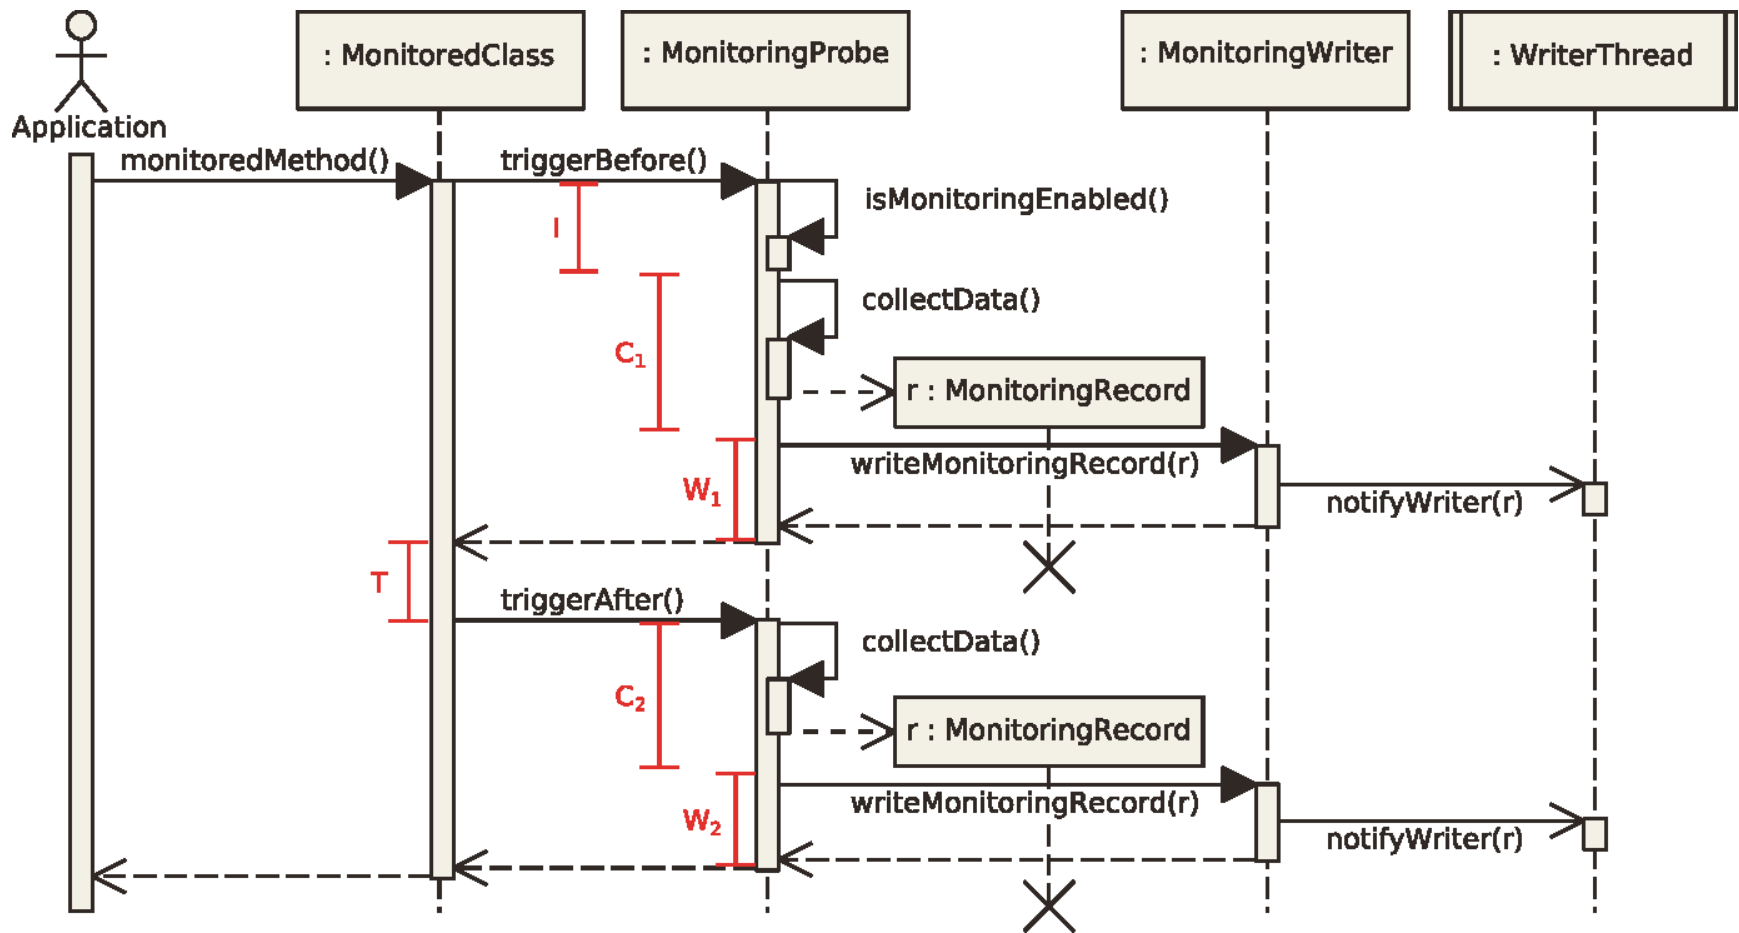 : MonitoredClass
: MonitoringProbe
: MonitoringWriter
: WriterThread
Application
monitoredMethod()
triggerBefore()
isMonitoringEnabled()
I
collectData()
C1
r : MonitoringRecord
writeMonitoringRecord(r)
W1
notifyWriter(r)
T
triggerAfter()
collectData()
C2
r : MonitoringRecord
writeMonitoringRecord(r)
W2
notifyWriter(r)